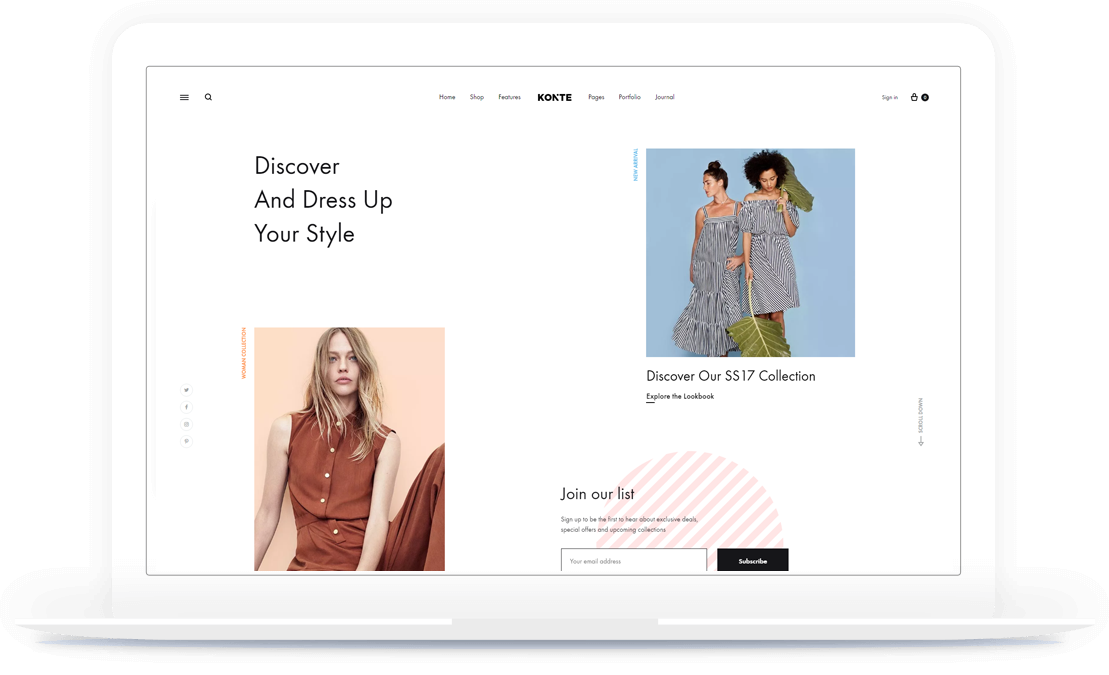 Home
Shop
Features
KONTE
Pages
Portfolio
Journal
Sign in
0
Discover
And Dress Up
Your Style
NEW ARRIVAL
Discover Our SS17 Collection
Explore the Lookbook
WOMAN COLLECTION
SCROLL DOWN
Join our list
Sign up to be the first to hear about exclusive deals,
special offers and upcoming collections
Your email address
Subscribe